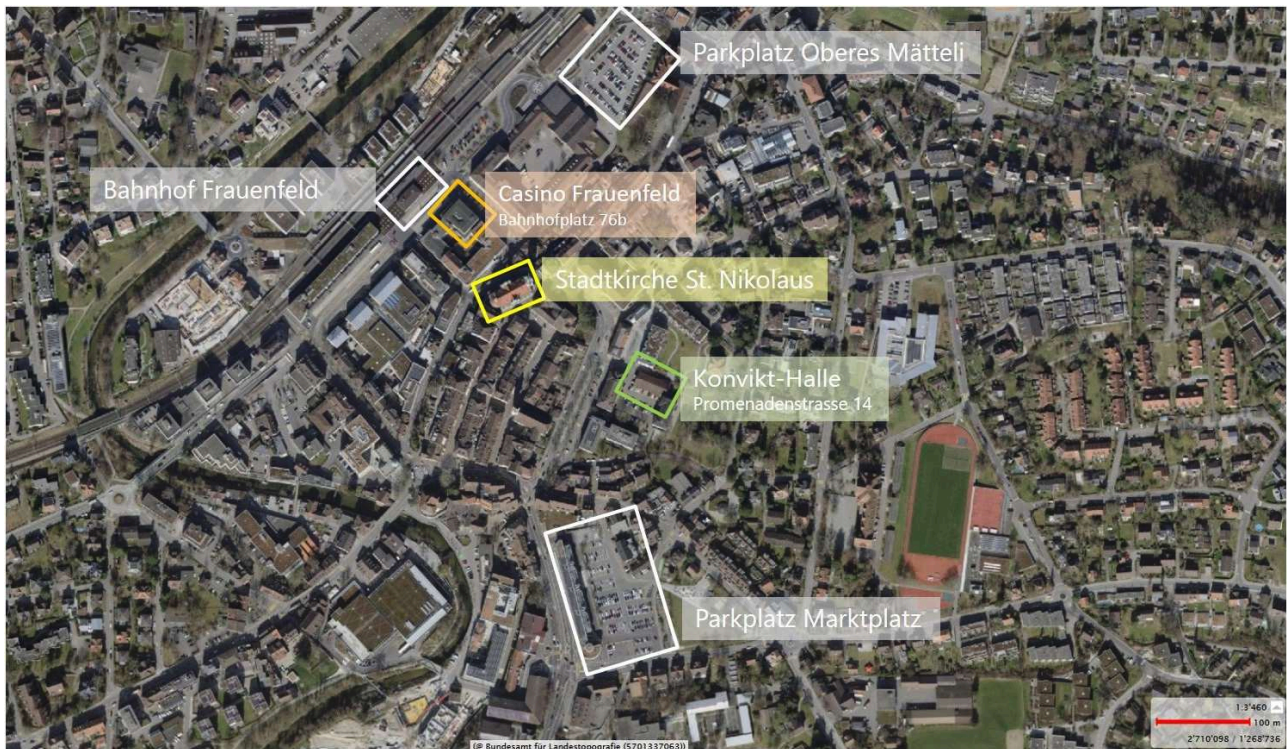 Parkplatz Oberes Mätteli
Bahnhof Frauenfeld
Casino Frauenfeld
Bahnhofplatz 76b
Stadtkirche St. Nikolaus
Konvikt-Halle
Promenadenstrasse 14
Parkplatz Marktplatz
1:3'460
100 m
2'710'098 / 1'268'736
(@ Bundesamt für Landestopografie (5701337063))